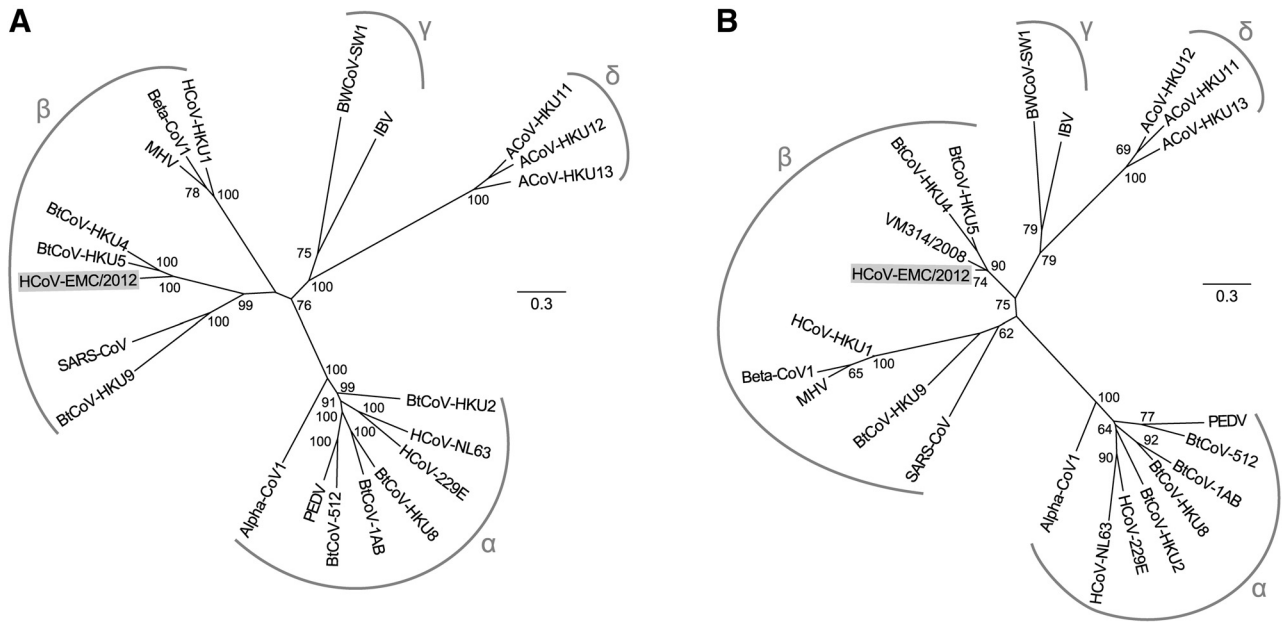 A
γ
BWCoV-SW1
IBV
δ
ACoV-HKU11
ACoV-HKU12
ACoV-HKU13
100
β
HCoV-HKU1
Beta-CoV1
MHV
78
100
BtCoV-HKU4
BtCoV-HKU5
HCoV-EMC/2012
100
100
75
100
76
99
100
SARS-CoV
BtCoV-HKU9
0.3
100
99
91
100
100
100
100
BtCoV-HKU2
HCoV-NL63
HCoV-229E
BtCoV-HKU8
BtCoV-1AB
BtCoV-512
PEDV
Alpha-CoV1
α
B
γ
BWCoV-SW1
IBV
δ
ACoV-HKU12
ACoV-HKU11
ACoV-HKU13
69
100
β
BtCoV-HKU4
BtCoV-HKU5
VM314/2008
HCoV-EMC/2012
90
74
79
79
75
62
0.3
HCoV-HKU1
Beta-CoV1
MHV
65
100
BtCoV-HKU9
SARS-CoV
100
77
64
92
90
PEDV
BtCoV-512
BtCoV-1AB
BtCoV-HKU8
BtCoV-HKU2
HCoV-229E
HCoV-NL63
Alpha-CoV1
α